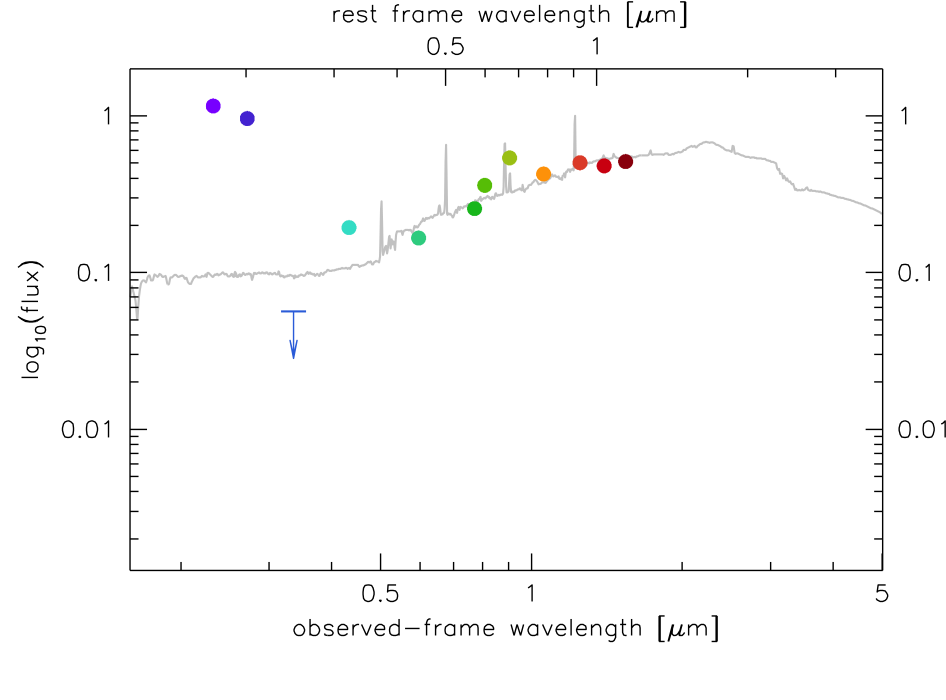 rest frame wavelength [μm]
0.5 1
1 1
0.1 0.1
log10(flux)
0.01 0.01
0.5 1 5
observed-frame wavelength [μm]